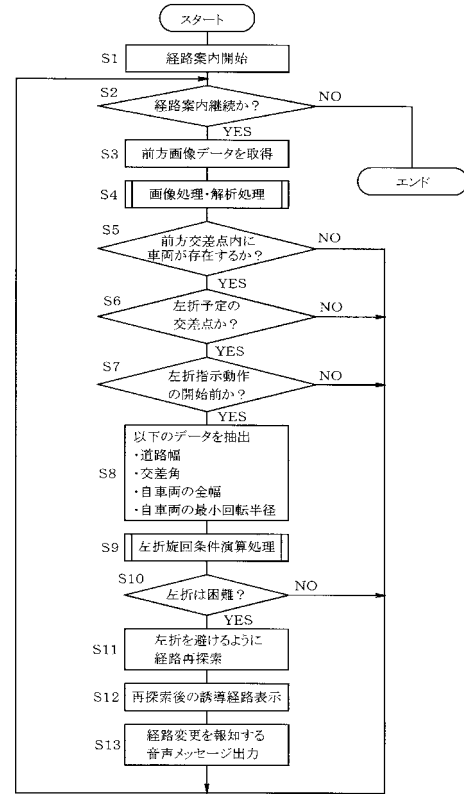 スタート
S1
経路案内開始
S2
経路案内継続か？
NO
YES
S3
前方画像データを取得
エンド
S4
画像処理・解析処理
S5
前方交差点内に
車両が存在するか？
NO
YES
S6
左折予定の
交差点か？
NO
YES
S7
左折指示動作
の開始前か？
NO
YES
S8
以下のデータを抽出
・道路幅
・交差角
・自車両の全幅
・自車両の最小回転半径
S9
左折旋回条件演算処理
S10
左折は困難？
NO
YES
S11
左折を避けるように
経路再探索
S12
再探索後の誘導経路表示
S13
経路変更を報知する
音声メッセージ出力